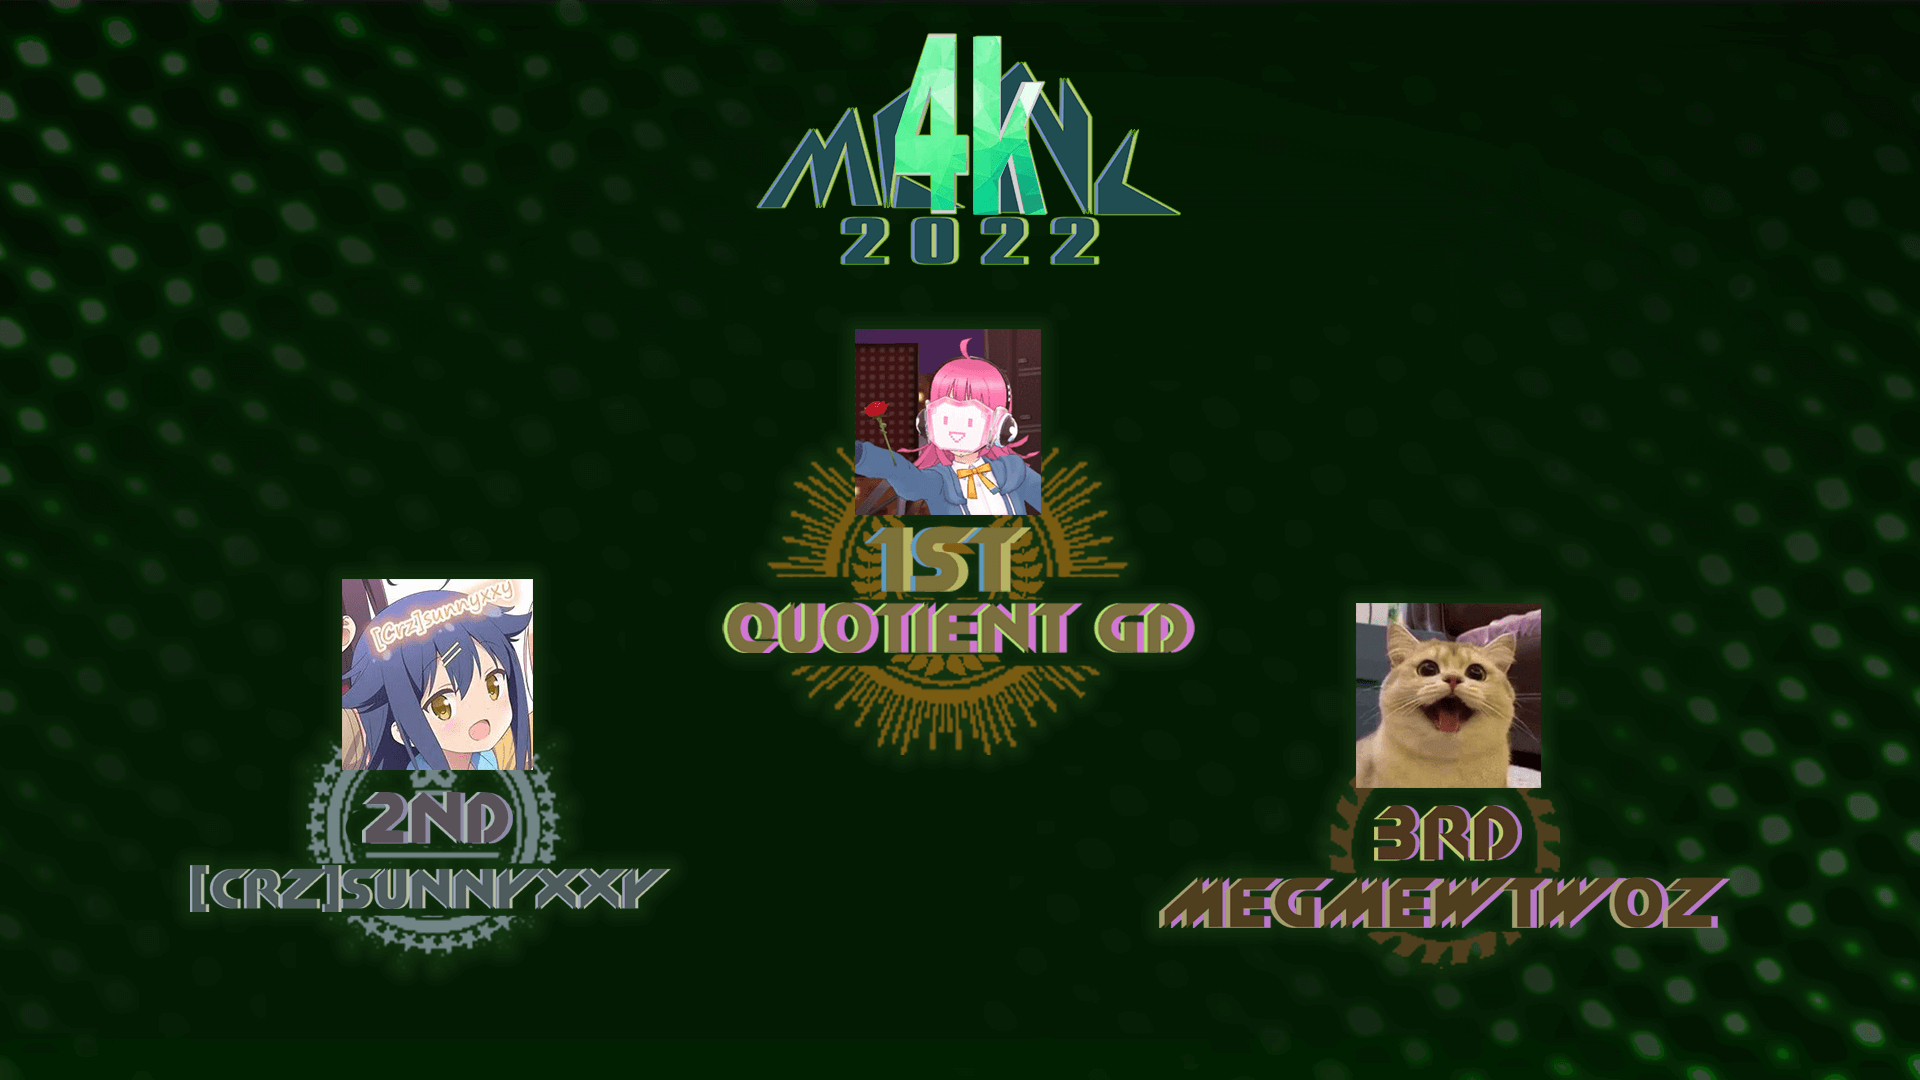 4k
2022
1ST
QUOTIENT GD
[Crz]sunnyxxy
2ND
[CRZ]SUNNYXXY
3RD
MEGMEWTWOZ